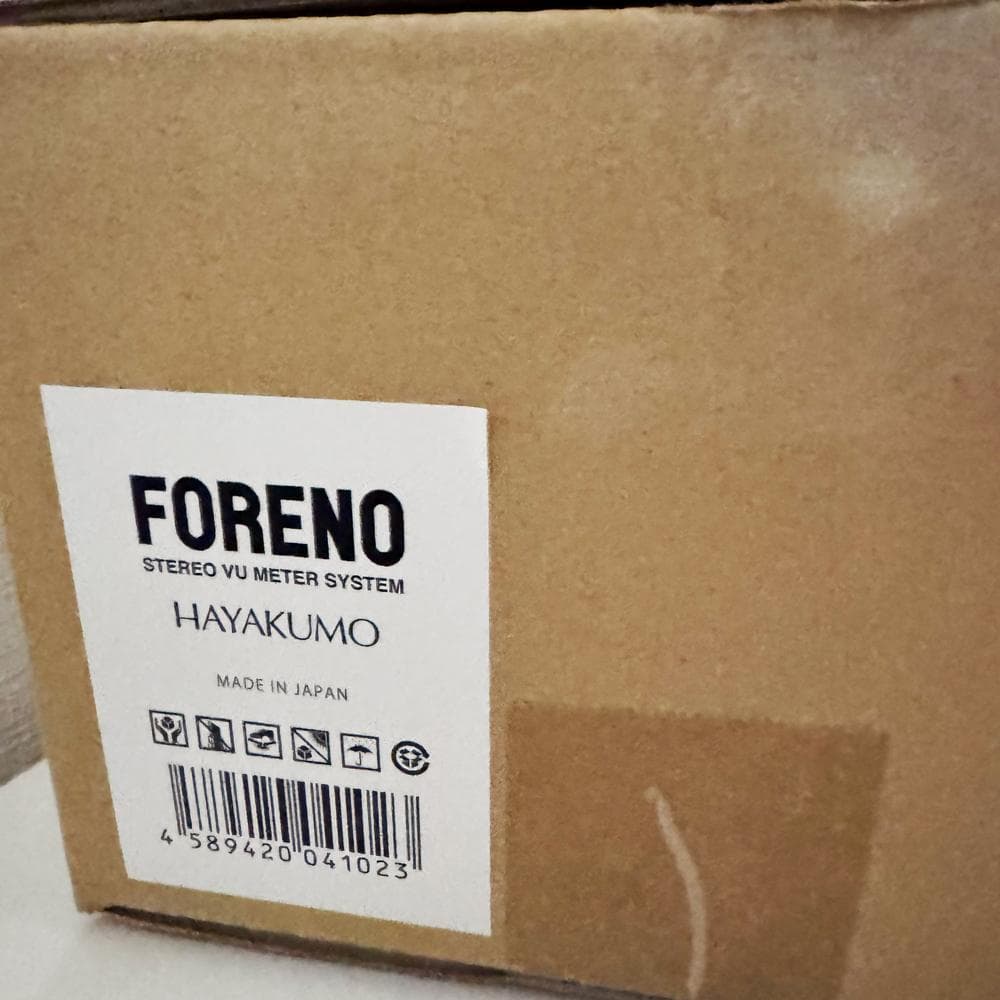 FORENO
STEREO VU METER SYSTEM
HAYAKUMO
MADE IN JAPAN
4 589420 041023